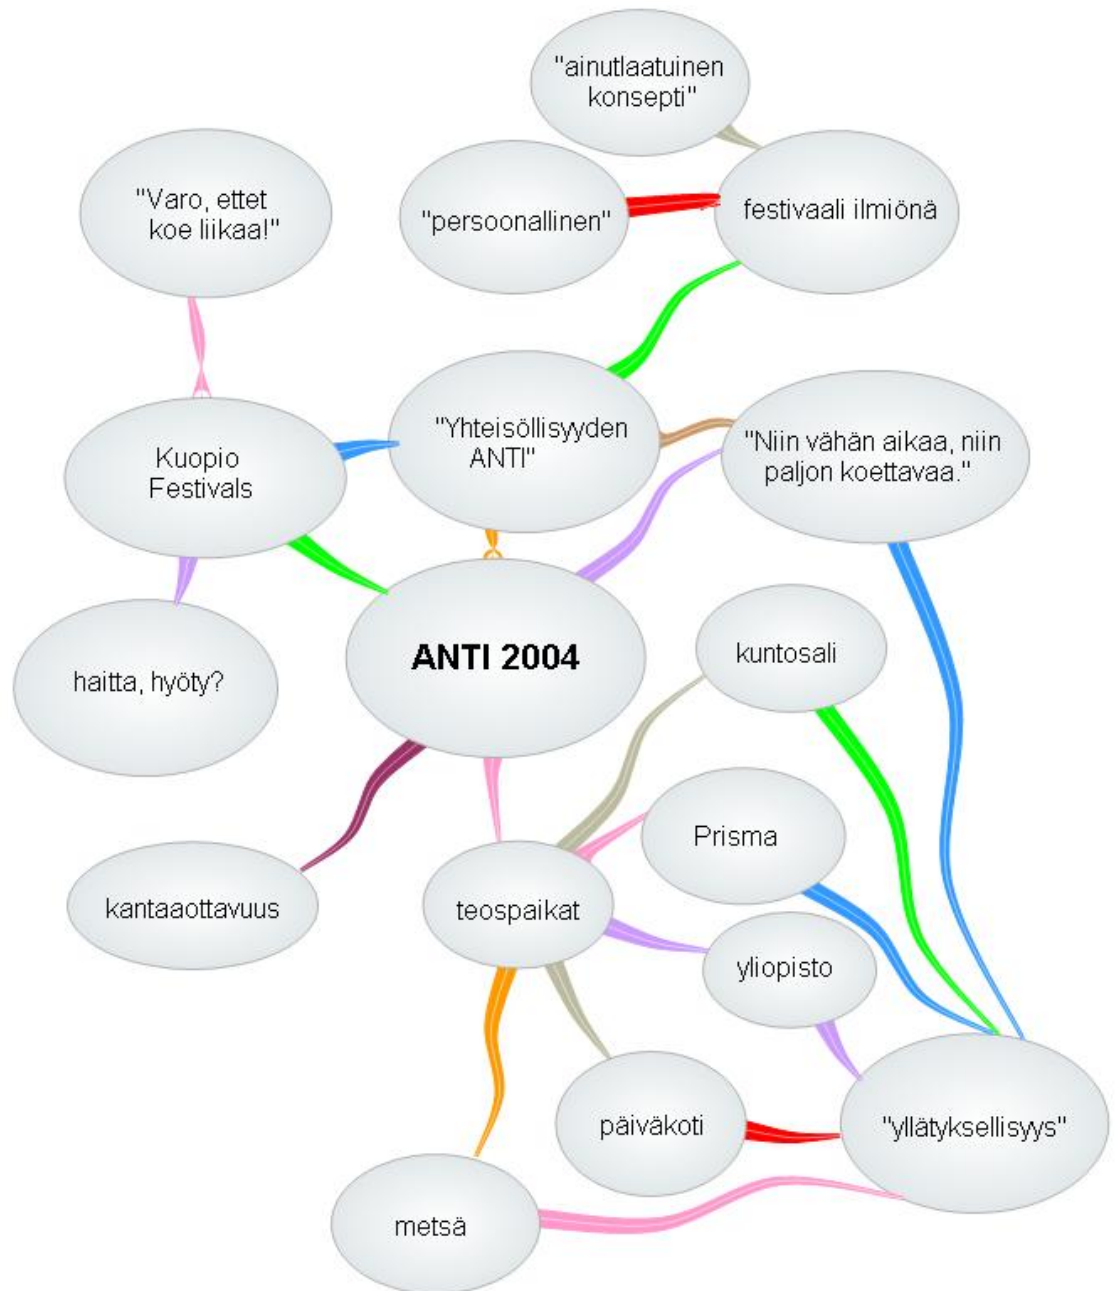 "ainutlaatuinen
konsepti"
"Varo, ettet
koe liikaa!"
"persoonallinen"
festivaali ilmiönä
Kuopio
Festivals
"Yhteisöllisyyden
ANTI"
"Niin vähän aikaa, niin
paljon koettavaa."
haitta, hyöty?
ANTI 2004
kuntosali
Prisma
kantaaottavuus
teospaikat
yliopisto
päiväkoti
"yllätyksellisyys"
metsä